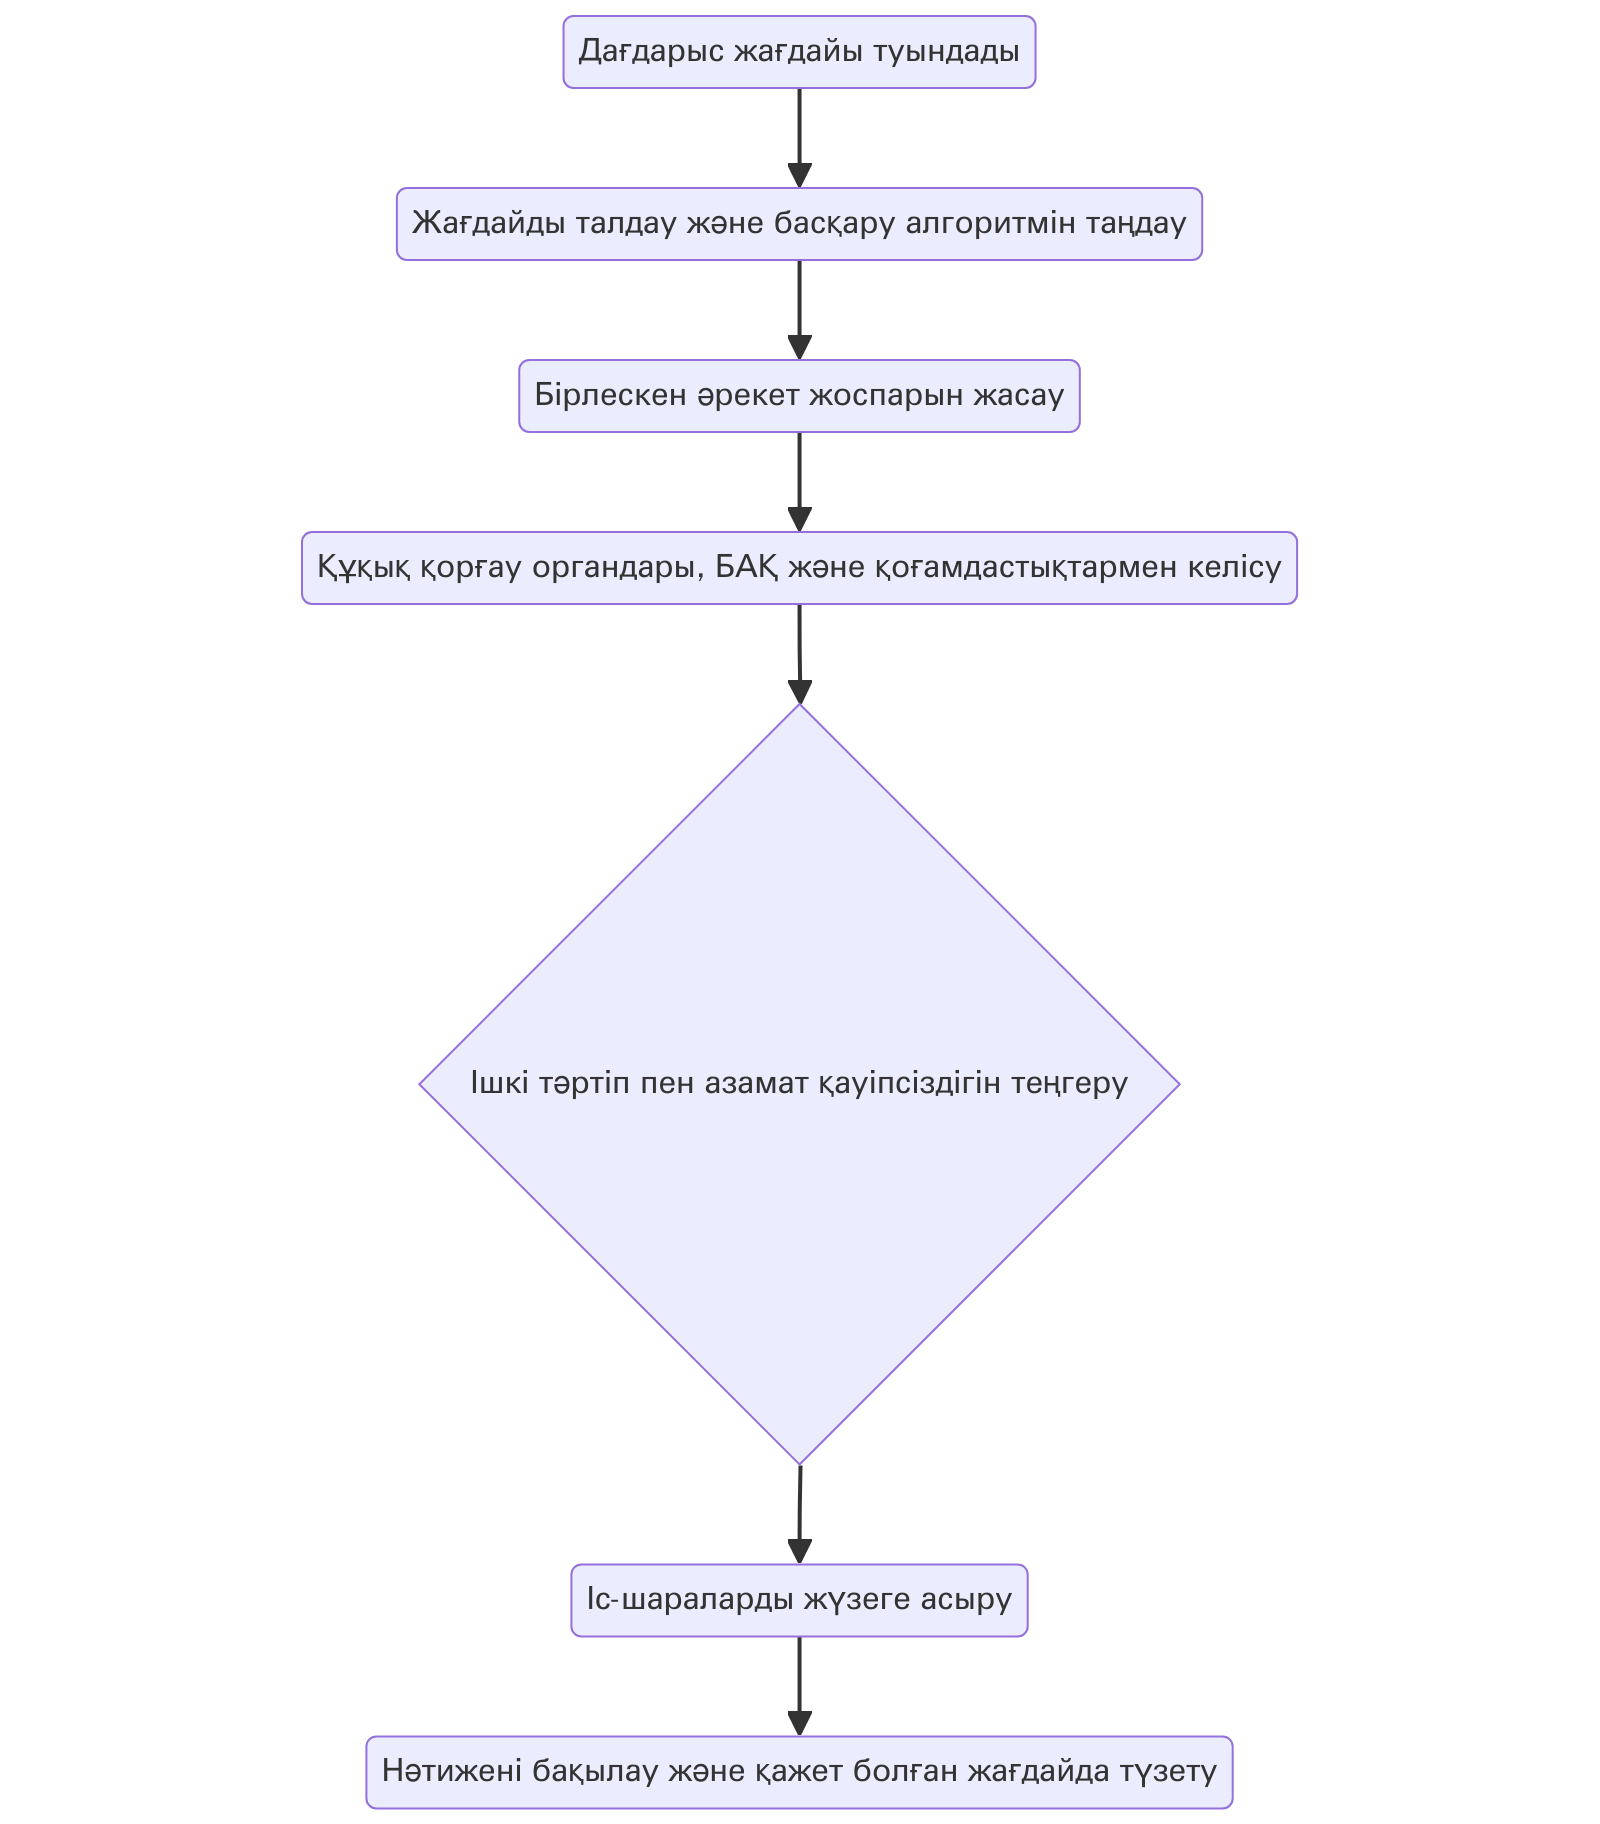 Дағдарыс жағдайы туындады
Жағдайды талдау және басқару алгоритмін таңдау
Бірлескен әрекет жоспарын жасау
Құқық қорғау органдары, БАҚ және қоғамдастықтармен келісу
Ішкі тәртіп пен азамат қауіпсіздігін теңгеру
Іс-шараларды жүзеге асыру
Нәтижені бақылау және қажет болған жағдайда түзету